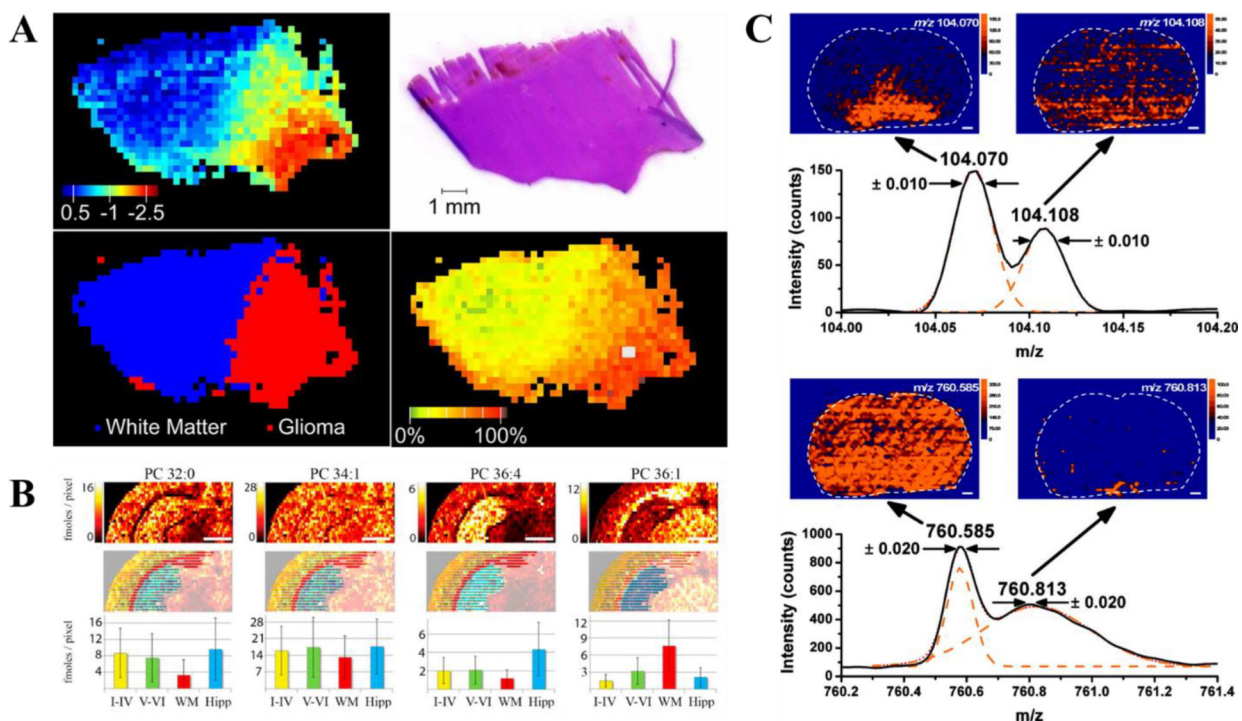 A
0.5 -1 -2.5
1 mm
White Matter Glioma
0% 100%
B
PC 32:0 PC 34:1 PC 36:4 PC 36:1
fmoles / pixel
16 28 6 12
0 0 0 0
fmoles / pixel
16 28 6 12
12 21 4 9
8 14 2 6
4 7 3
I-IV V-VI WM Hipp I-IV V-VI WM Hipp I-IV V-VI WM Hipp I-IV V-VI WM Hipp
C
m/z 104.070 m/z 104.108
104.070
± 0.010
104.108
± 0.010
Intensity (counts)
150
100
50
0
104.00 104.05 104.10 104.15 104.20
m/z
m/z 760.585 m/z 760.813
760.585
± 0.020
760.813
± 0.020
Intensity (counts)
1000
800
600
400
200
0
760.2 760.4 760.6 760.8 761.0 761.2 761.4
m/z